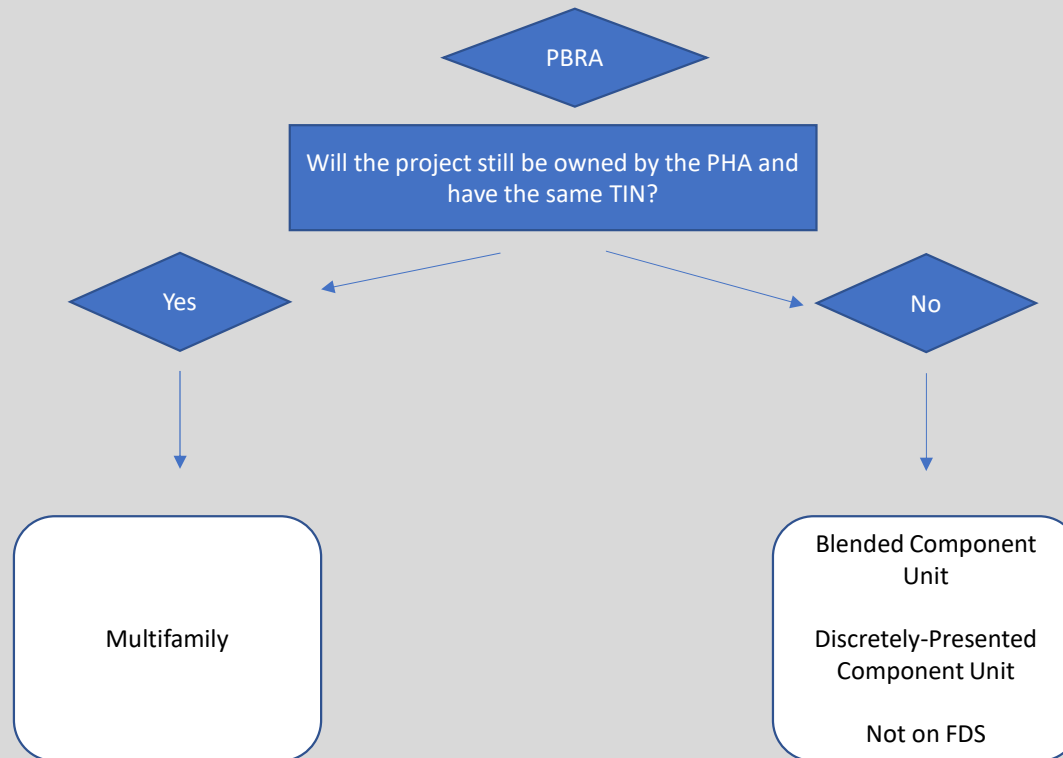 PBRA
Will the project still be owned by the PHA and
have the same TIN?
Yes
No
Multifamily
Blended Component
Unit
Discretely-Presented
Component Unit
Not on FDS